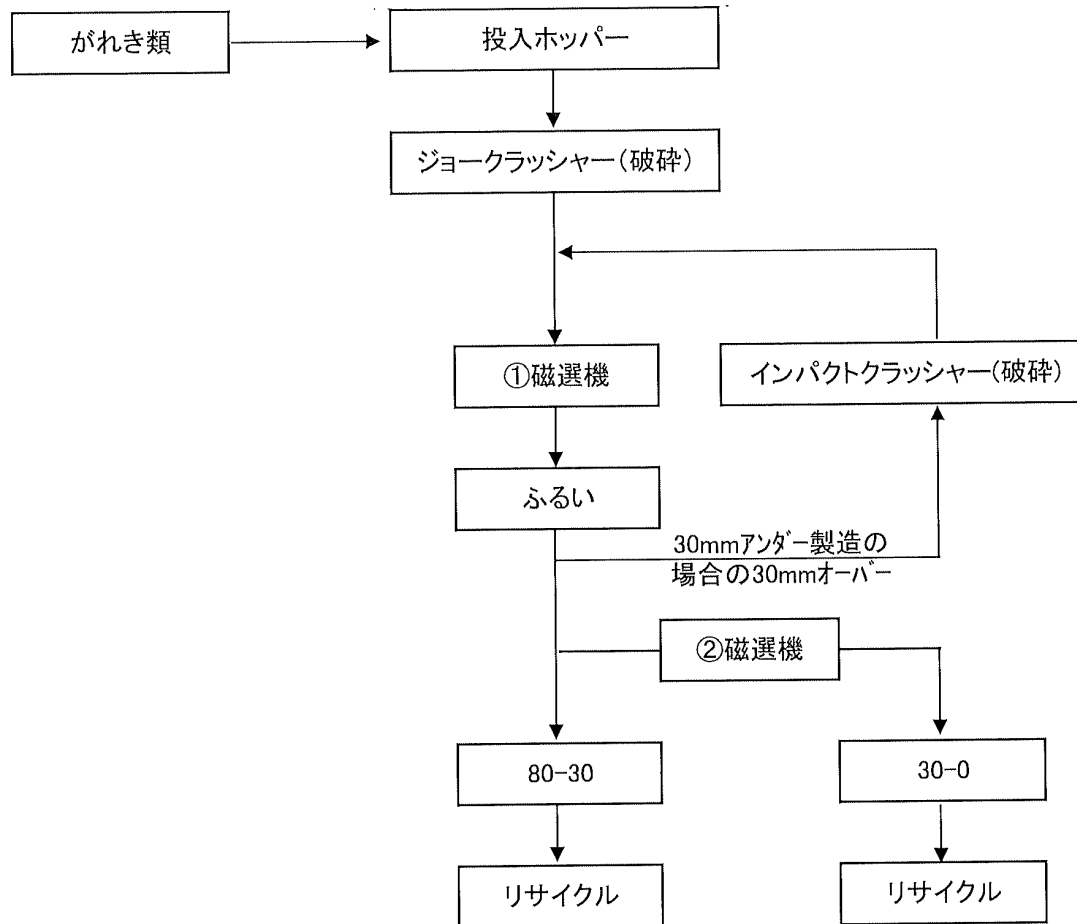 がれき類
投入ホッパー
ジョークラッシャー(破砕)
①磁選機
インパクトクラッシャー(破砕)
ふるい
30mmアンダー製造の
場合の30mmオーバー
②磁選機
80-30
30-0
リサイクル
リサイクル